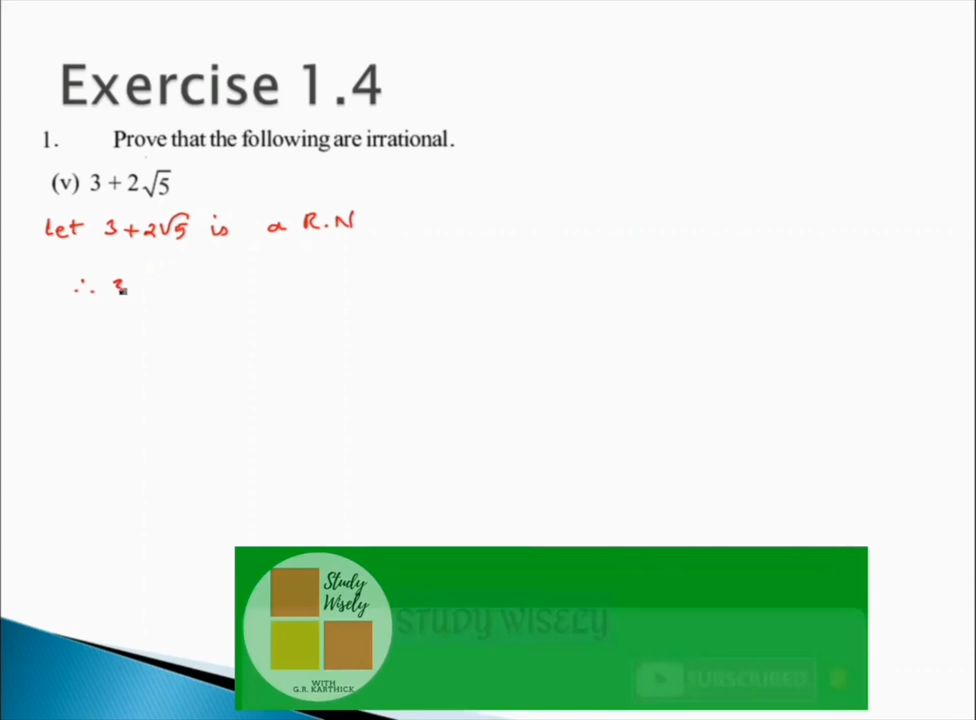 Exercise 1.4
1. Prove that the following are irrational.
(v) 3 + 2√5
Let 3+2√5 is a R.N
∴ 3
Study
Wisely
WITH
G.R. KARTHICK
STUDY WISELY
SUBSCRIBED